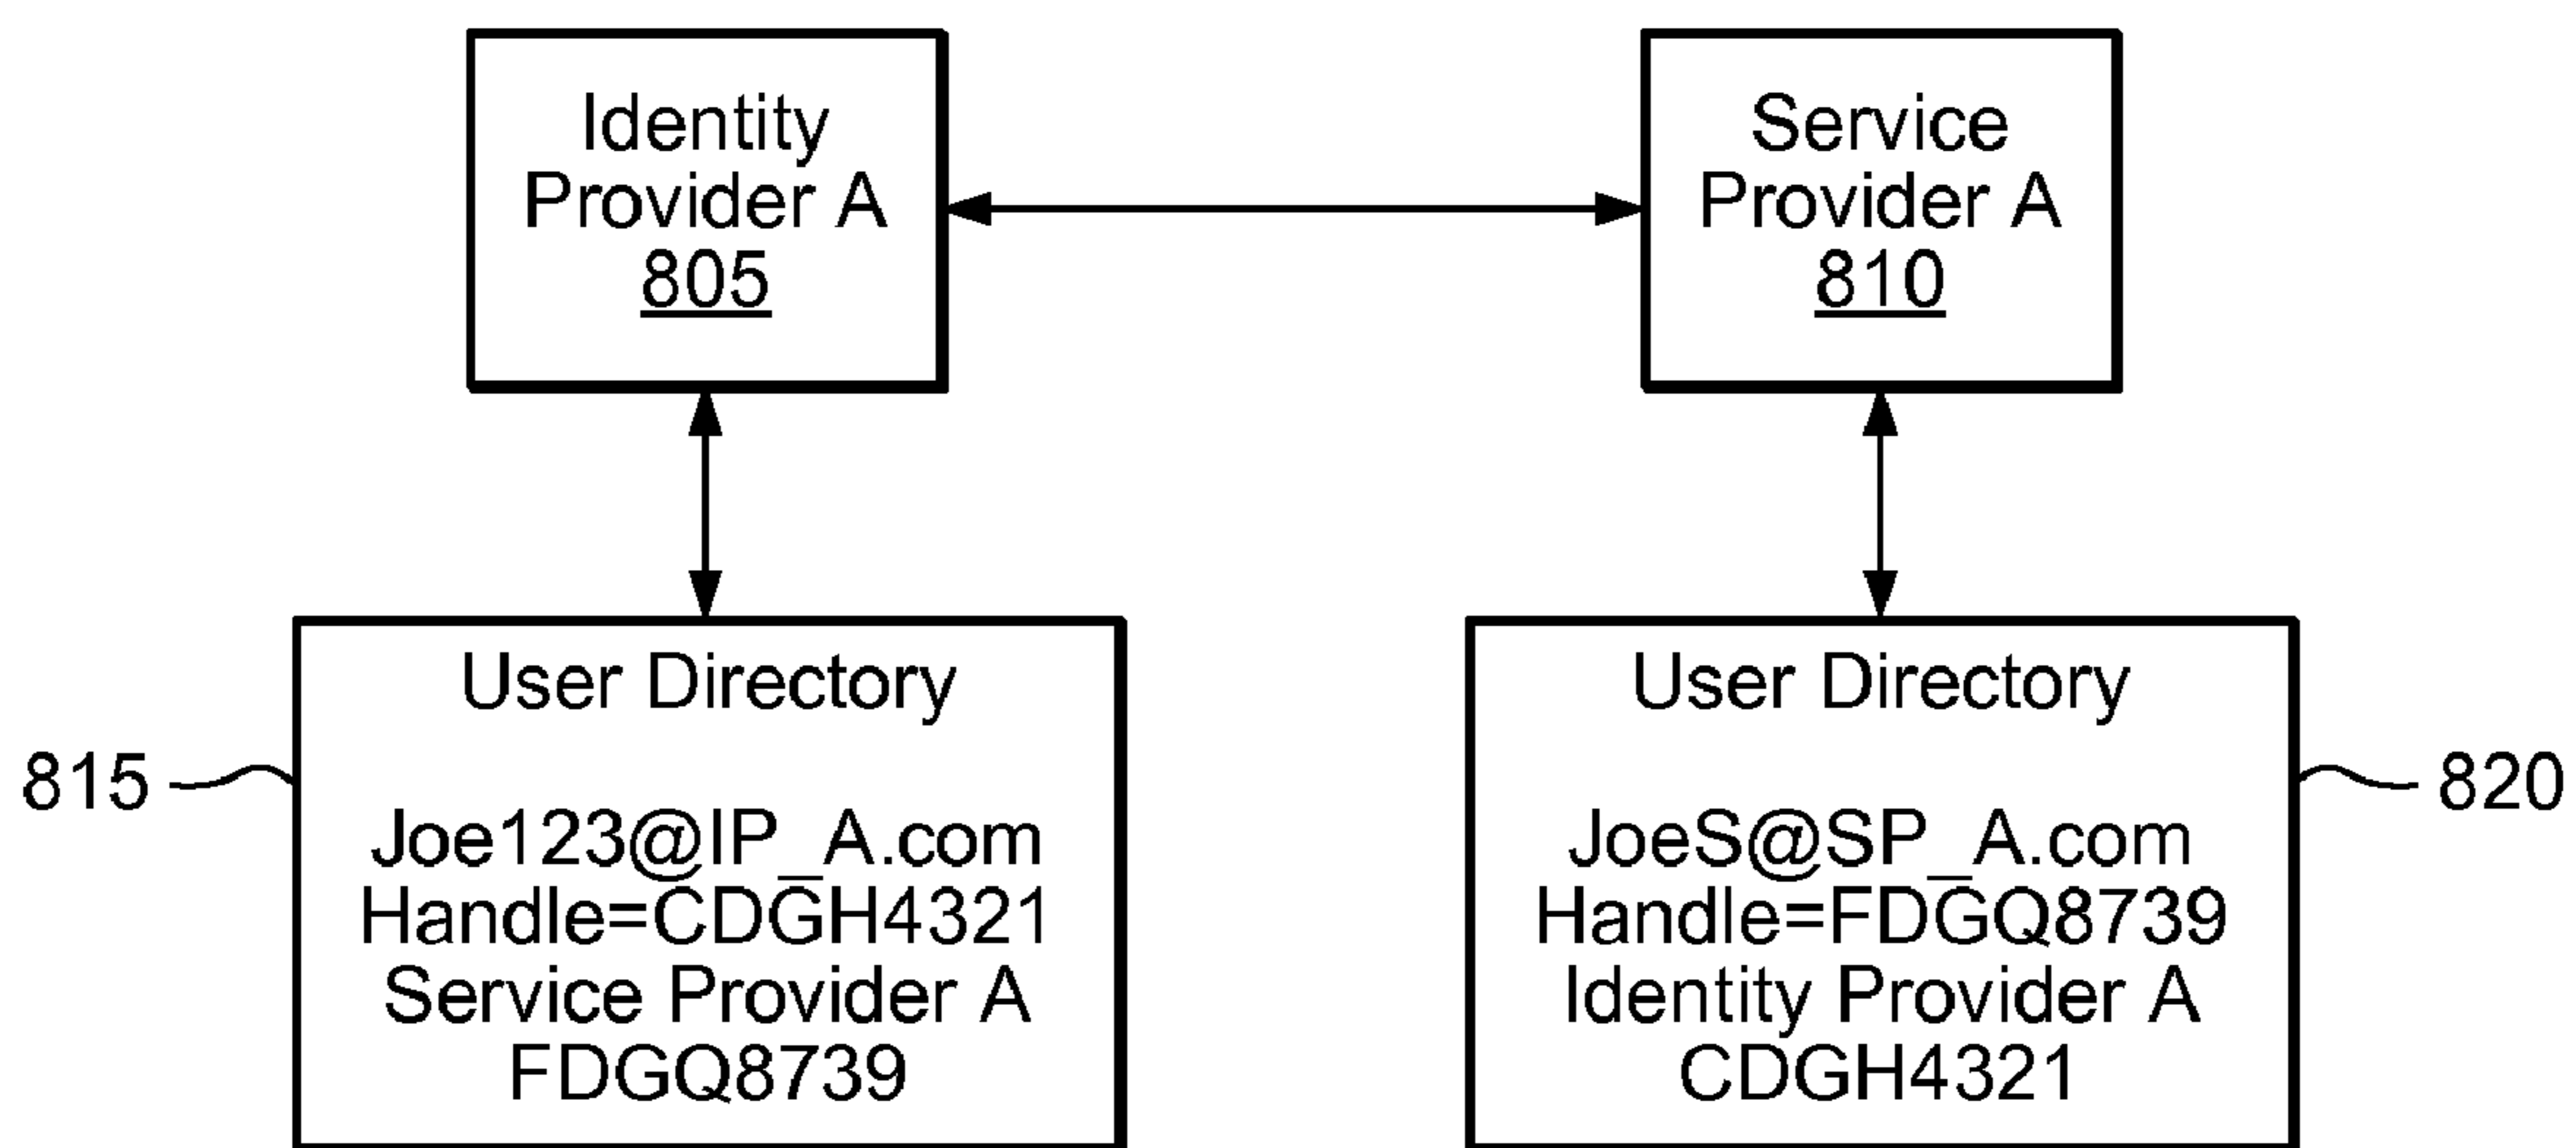 Identity
Provider A
805
Service
Provider A
810
User Directory
815
Joe123@IP_A.com
Handle=CDGH4321
Service Provider A
FDGQ8739
User Directory
820
JoeS@SP_A.com
Handle=FDGQ8739
Identity Provider A
CDGH4321